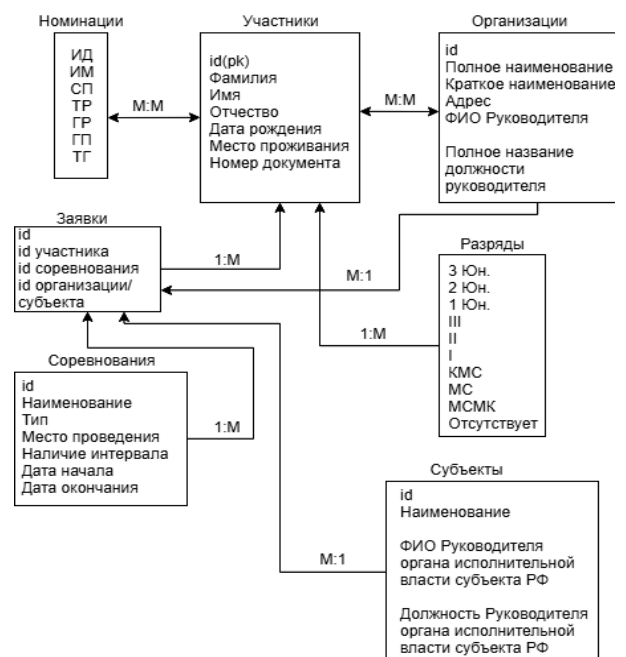 Номинации
ИД
ИМ
СП
ТР
ГР
ГП
ТГ
М:М
Участники
id(pk)
Фамилия
Имя
Отчество
Дата рождения
Место проживания
Номер документа
М:М
Организации
id
Полное наименование
Краткое наименование
Адрес
ФИО Руководителя
Полное название
должности
руководителя
Заявки
id
id участника
id соревнования
id организации/
субъекта
1:М
М:1
Разряды
3 Юн.
2 Юн.
1 Юн.
III
II
I
КМС
МС
МСМК
Отсутствует
1:М
Соревнования
id
Наименование
Тип
Место проведения
Наличие интервала
Дата начала
Дата окончания
1:М
Субъекты
id
Наименование
ФИО Руководителя
органа исполнительной
власти субъекта РФ
Должность Руководителя
органа исполнительной
власти субъекта РФ
М:1